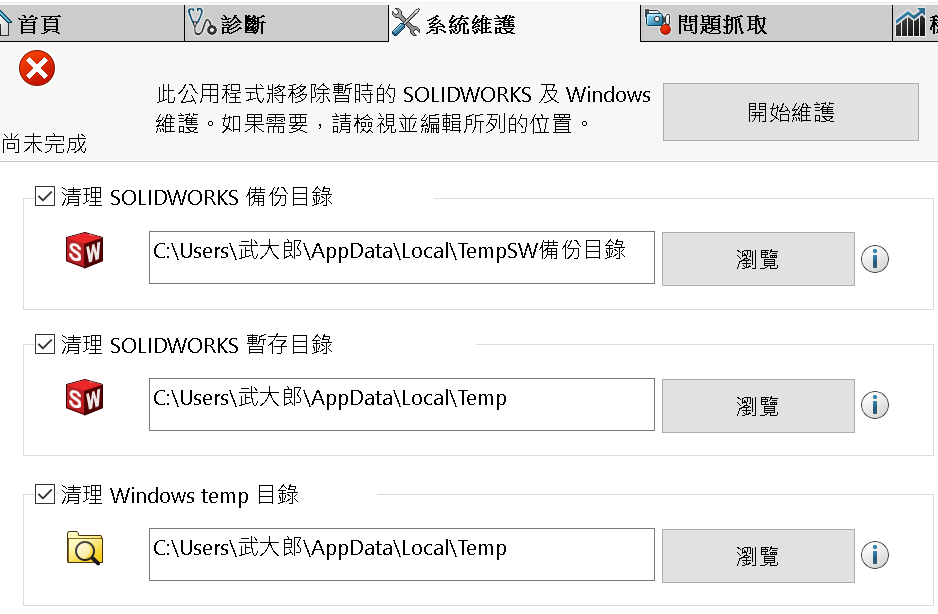 首頁
診斷
系統維護
問題抓取
尚未完成
此公用程式將移除暫時的 SOLIDWORKS 及 Windows
維護。如果需要，請檢視並編輯所列的位置。
開始維護
清理 SOLIDWORKS 備份目錄
SW
C:\Users\武大郎\AppData\Local\TempSW備份目錄
瀏覽
清理 SOLIDWORKS 暫存目錄
SW
C:\Users\武大郎\AppData\Local\Temp
瀏覽
清理 Windows temp 目錄
C:\Users\武大郎\AppData\Local\Temp
瀏覽